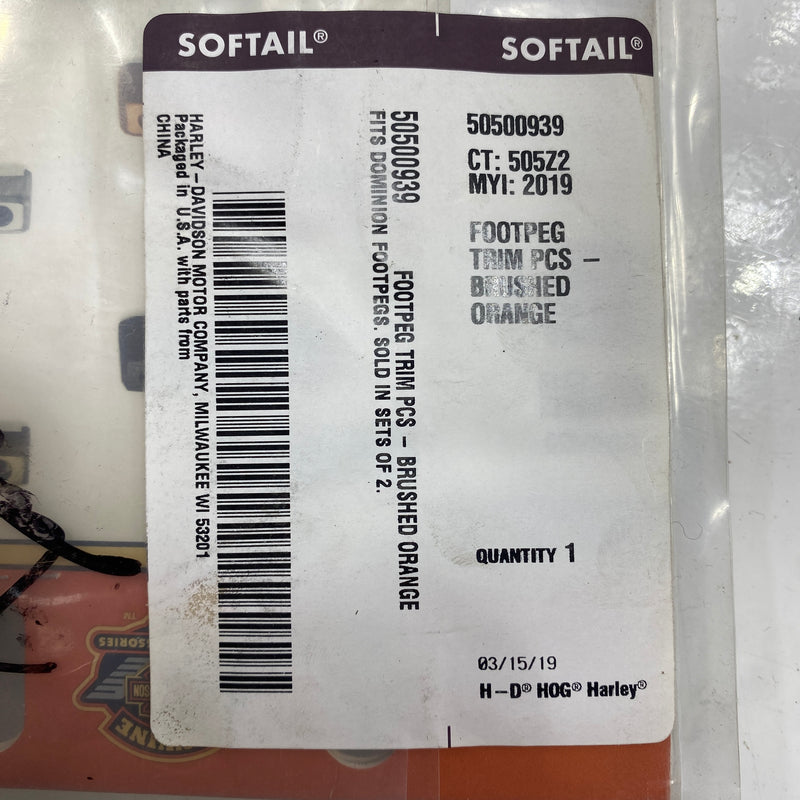 SOFTAIL®
SOFTAIL®
50500939
CT: 505Z2
MYI: 2019
FOOTPEG
TRIM PCS –
BRUSHED
ORANGE
QUANTITY 1
03/15/19
H–D® HOG® Harley®
50500939 FOOTPEG TRIM PCS – BRUSHED ORANGE
FITS DOMINION FOOTPEGS. SOLD IN SETS OF 2.
HARLEY–DAVIDSON MOTOR COMPANY, MILWAUKEE WI 53201
Packaged in U.S.A. with parts from
CHINA
TM